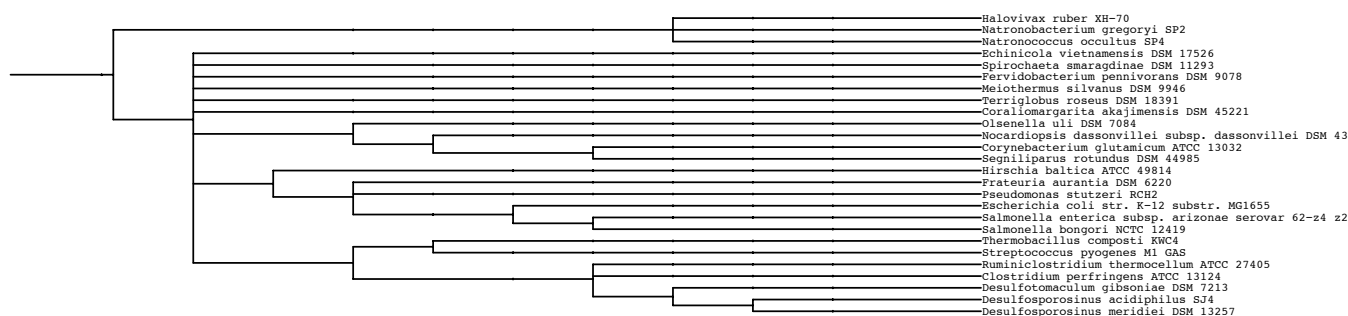 Halovivax ruber XH-70
Natronobacterium gregoryi SP2
Natronococcus occultus SP4
Echinicola vietnamensis DSM 17526
Spirochaeta smaragdinae DSM 11293
Fervidobacterium pennivorans DSM 9078
Meiothermus silvanus DSM 9946
Terriglobus roseus DSM 18391
Coraliomargarita akajimensis DSM 45221
Olsenella uli DSM 7084
Nocardiopsis dassonvillei subsp. dassonvillei DSM 43
Corynebacterium glutamicum ATCC 13032
Segniliparus rotundus DSM 44985
Hirschia baltica ATCC 49814
Frateuria aurantia DSM 6220
Pseudomonas stutzeri RCH2
Escherichia coli str. K-12 substr. MG1655
Salmonella enterica subsp. arizonae serovar 62-z4 z2
Salmonella bongori NCTC 12419
Thermobacillus composti KWC4
Streptococcus pyogenes M1 GAS
Ruminiclostridium thermocellum ATCC 27405
Clostridium perfringens ATCC 13124
Desulfotomaculum gibsoniae DSM 7213
Desulfosporosinus acidiphilus SJ4
Desulfosporosinus meridiei DSM 13257